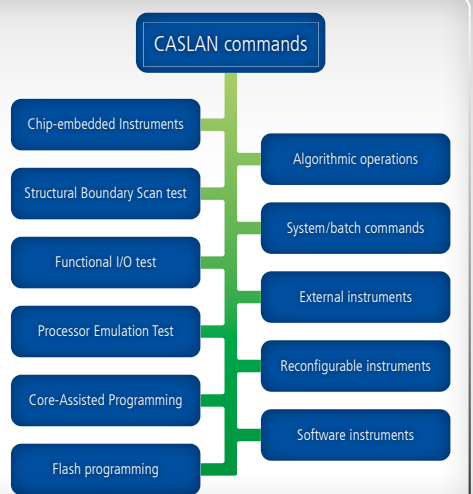 CASLAN commands
Chip-embedded Instruments
Algorithmic operations
Structural Boundary Scan test
System/batch commands
Functional I/O test
External instruments
Processor Emulation Test
Reconfigurable instruments
Core-Assisted Programming
Software instruments
Flash programming